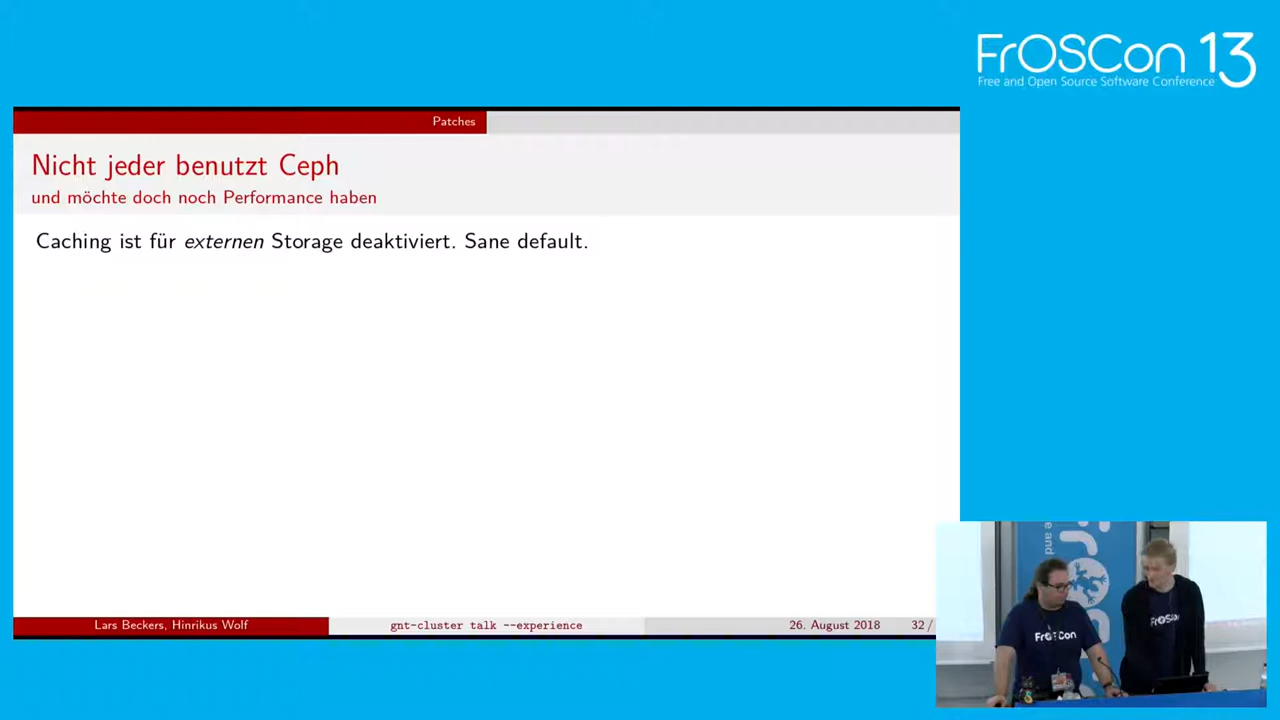 FrOSCon 13
Free and Open Source Software Conference
Patches
Nicht jeder benutzt Ceph
und möchte doch noch Performance haben
Caching ist für externen Storage deaktiviert. Sane default.
Lars Beckers, Hinrikus Wolf
gnt-cluster talk --experience
26. August 2018
32 /
e and
FrOSCon